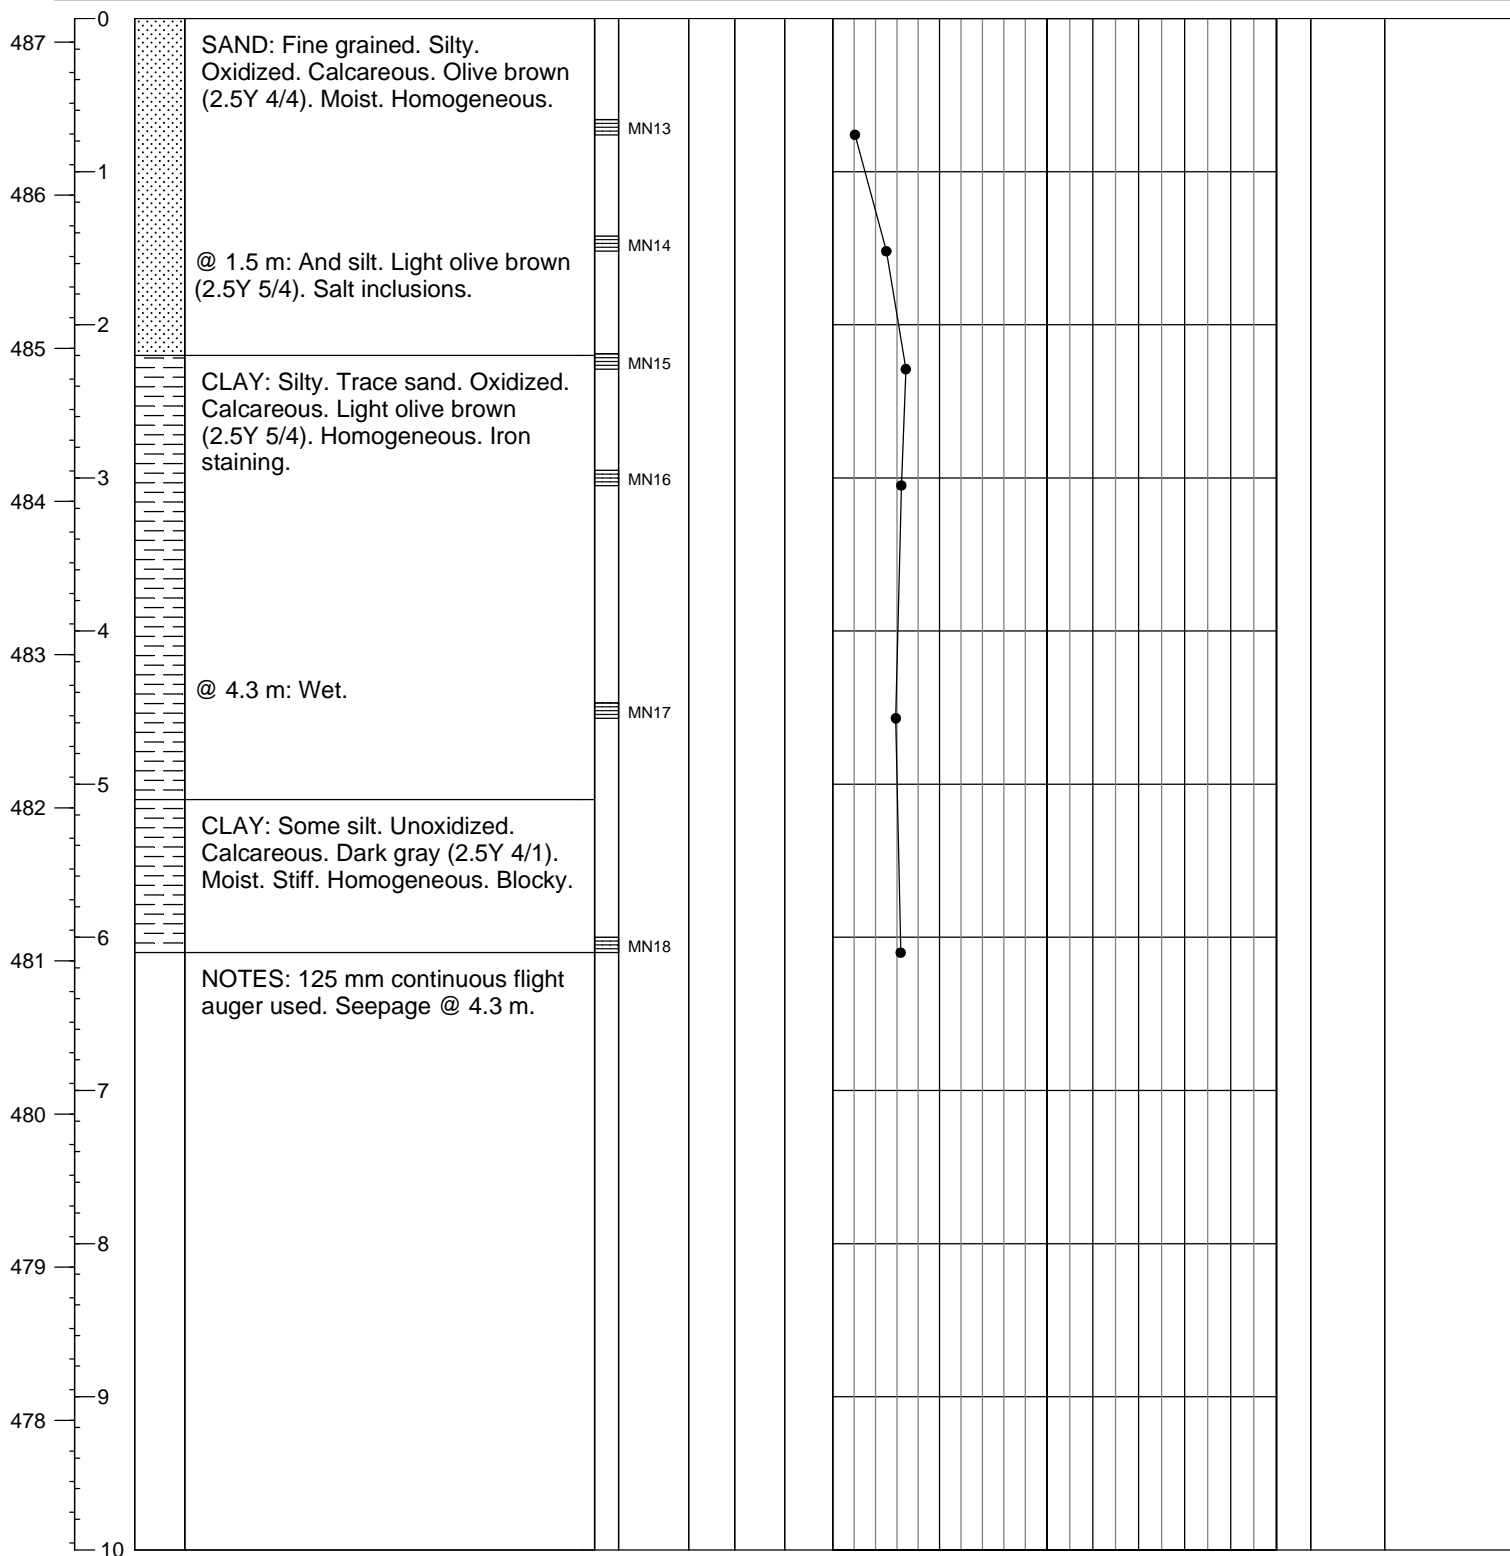 0
487
SAND: Fine grained. Silty.
Oxidized. Calcareous. Olive brown
(2.5Y 4/4). Moist. Homogeneous.
MN13
1
486
MN14
@ 1.5 m: And silt. Light olive brown
(2.5Y 5/4). Salt inclusions.
2
485
MN15
CLAY: Silty. Trace sand. Oxidized.
Calcareous. Light olive brown
(2.5Y 5/4). Homogeneous. Iron
staining.
3
MN16
484
4
483
@ 4.3 m: Wet.
MN17
5
482
CLAY: Some silt. Unoxidized.
Calcareous. Dark gray (2.5Y 4/1).
Moist. Stiff. Homogeneous. Blocky.
6
MN18
481
NOTES: 125 mm continuous flight
auger used. Seepage @ 4.3 m.
7
480
8
479
9
478
10